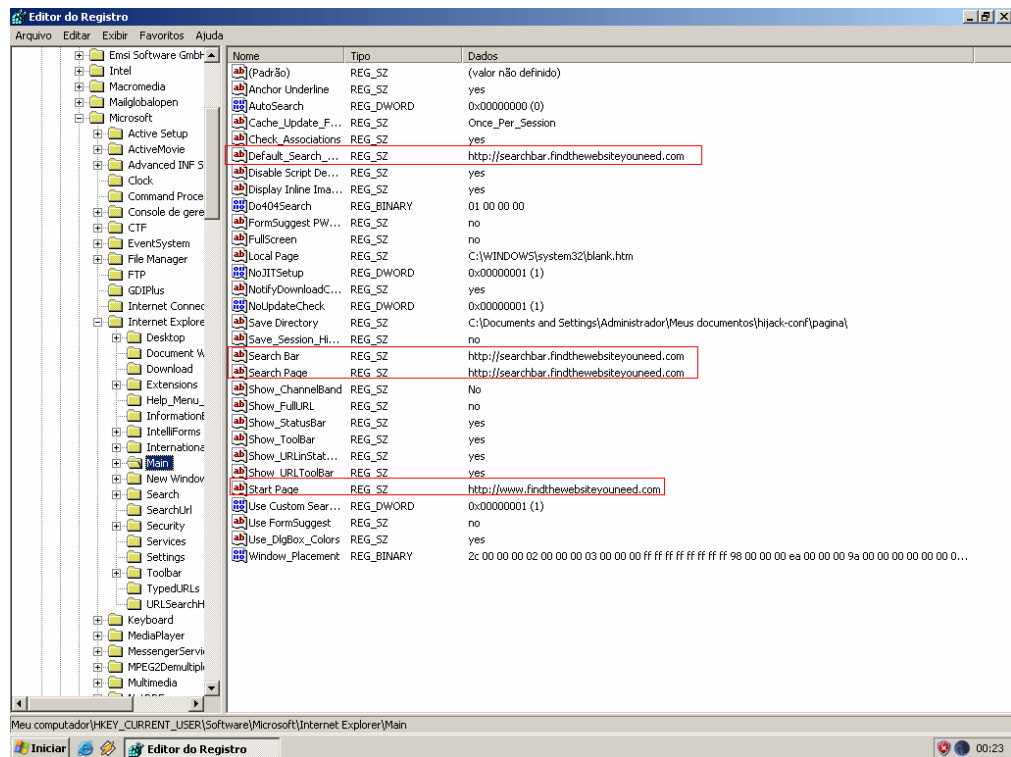 Editor do Registro
Arquivo Editar Exibir Favoritos Ajuda
Emsi Software GmbH
Intel
Macromedia
Mailglobalopen
Microsoft
Active Setup
ActiveMovie
Advanced INF S
Clock
Command Proce
Console de gere
CTF
EventSystem
File Manager
FTP
GDIPlus
Internet Connec
Internet Explore
Desktop
Document W
Download
Extensions
Help_Menu_
Information
IntelliForms
Internationa
Main
New Window
Search
SearchUrl
Security
Services
Settings
Toolbar
TypedURLs
URLSearchH
Keyboard
MediaPlayer
MessengerServi
MPEG2Demultiple
Multimedia
Nome Tipo Dados
(Padrão) REG_SZ (valor não definido)
Anchor Underline REG_SZ yes
AutoSearch REG_DWORD 0x00000000 (0)
Cache_Update_F... REG_SZ Once_Per_Session
Check_Associations REG_SZ yes
Default_Search_... REG_SZ http://searchbar.findthewebsiteyouneed.com
Disable Script De... REG_SZ yes
Display Inline Ima... REG_SZ yes
Do404Search REG_BINARY 01 00 00 00
FormSuggest PW... REG_SZ no
FullScreen REG_SZ no
Local Page REG_SZ C:\WINDOWS\system32\blank.htm
NoJITSetup REG_DWORD 0x00000001 (1)
NotifyDownloadC... REG_SZ yes
NoUpdateCheck REG_DWORD 0x00000001 (1)
Save Directory REG_SZ C:\Documents and Settings\Administrador\Meus documentos\hijack-conf\pagina\
Save_Session_Hi... REG_SZ no
Search Bar REG_SZ http://searchbar.findthewebsiteyouneed.com
Search Page REG_SZ http://searchbar.findthewebsiteyouneed.com
Show_ChannelBand REG_SZ No
Show_FullURL REG_SZ no
Show_StatusBar REG_SZ yes
Show_ToolBar REG_SZ yes
Show_URLinStat... REG_SZ yes
Show_URLToolBar REG_SZ yes
Start Page REG_SZ http://www.findthewebsiteyouneed.com
Use Custom Sear... REG_DWORD 0x00000001 (1)
Use FormSuggest REG_SZ no
Use_DlgBox_Colors REG_SZ yes
Window_Placement REG_BINARY 2c 00 00 00 02 00 00 00 03 00 00 00 ff ff ff ff ff ff ff ff 98 00 00 00 ea 00 00 00 9a 00 00 00 00 00 00 0...
Meu computador\HKEY_CURRENT_USER\Software\Microsoft\Internet Explorer\Main
Iniciar Editor do Registro 00:23